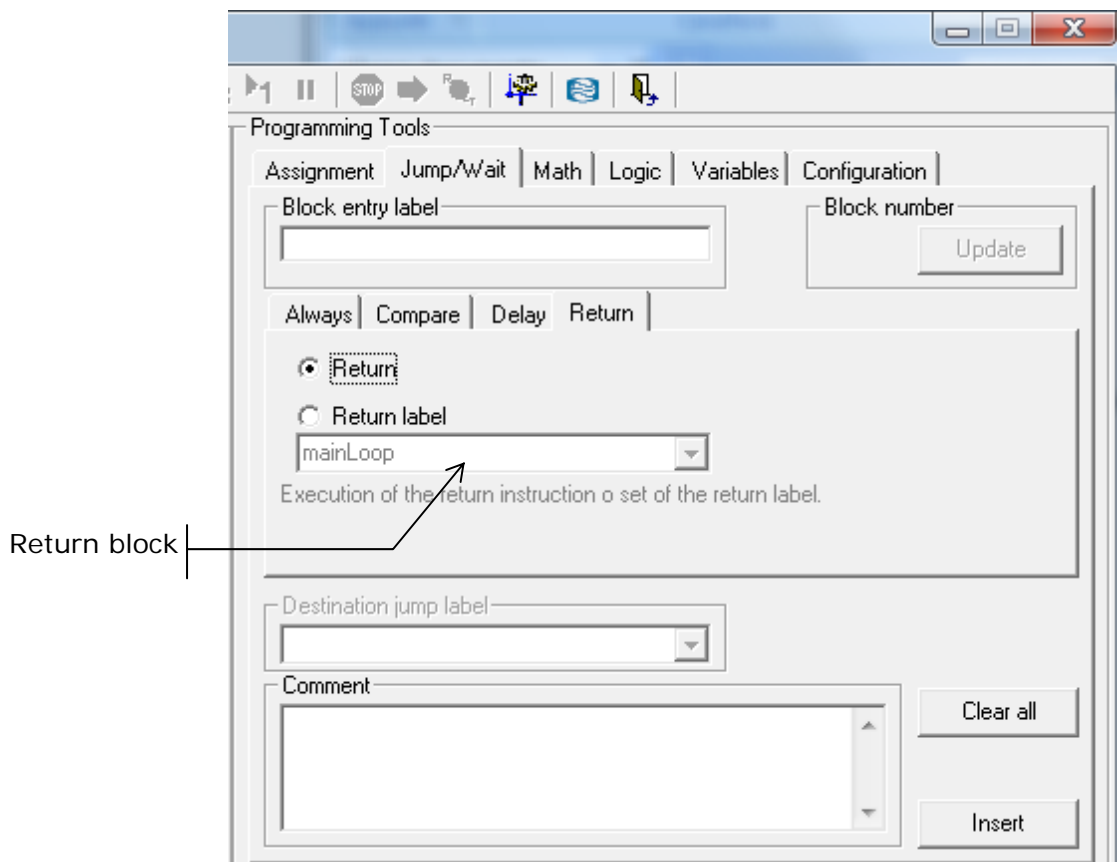 STOP
Programming Tools
Assignment Jump/Wait Math Logic Variables Configuration
Block entry label
Block number
Update
Always Compare Delay Return
Return
Return label
mainLoop
Execution of the return instruction o set of the return label.
Return block
Destination jump label
Comment
Clear all
Insert